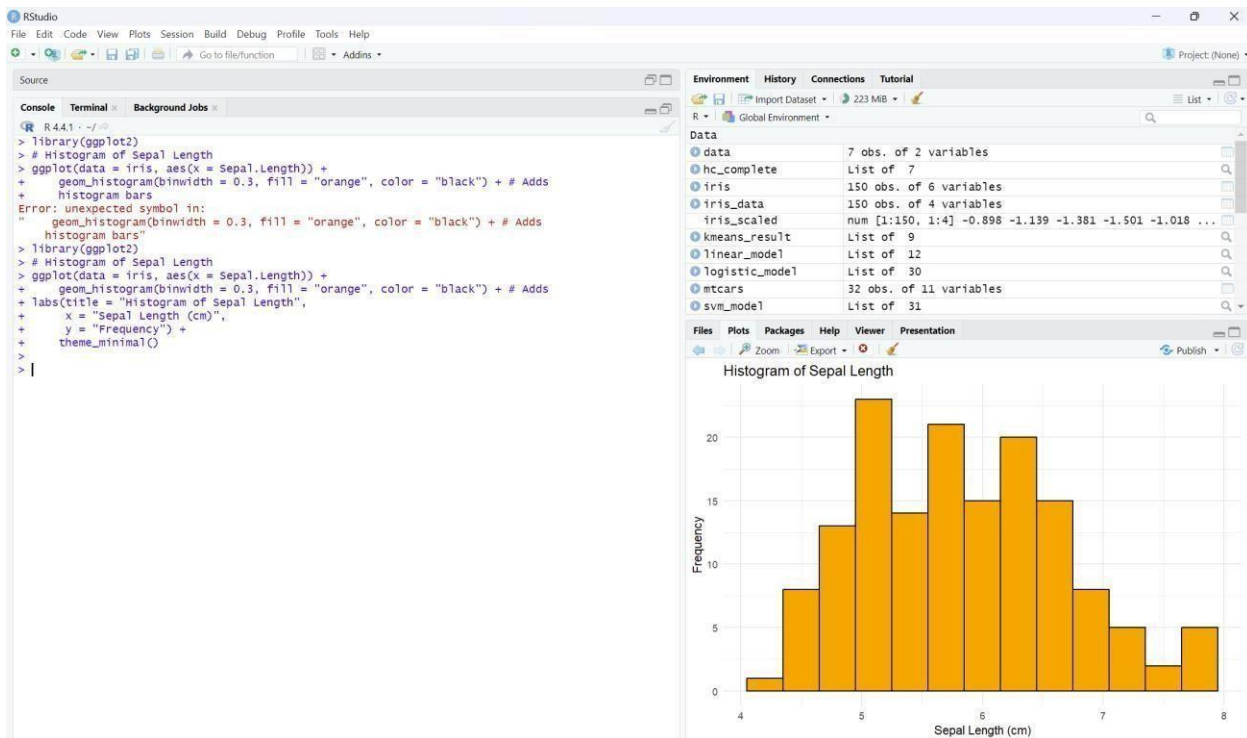 RStudio
File Edit Code View Plots Session Build Debug Profile Tools Help
Go to file/function Addins Project: (None)
Source
Console Terminal Background Jobs
R 4.4.1 · ~/
> library(ggplot2)
> # Histogram of Sepal Length
> ggplot(data = iris, aes(x = Sepal.Length)) +
+ geom_histogram(binwidth = 0.3, fill = "orange", color = "black") + # Adds
+ histogram bars
Error: unexpected symbol in:
" geom_histogram(binwidth = 0.3, fill = "orange", color = "black") + # Adds
histogram bars"
> library(ggplot2)
> # Histogram of Sepal Length
> ggplot(data = iris, aes(x = Sepal.Length)) +
+ geom_histogram(binwidth = 0.3, fill = "orange", color = "black") + # Adds
+ labs(title = "Histogram of Sepal Length",
+ x = "Sepal Length (cm)",
+ y = "Frequency") +
+ theme_minimal()
>
>
Environment History Connections Tutorial
Import Dataset 223 MiB List
R Global Environment
Data
data 7 obs. of 2 variables
hc_complete List of 7
iris 150 obs. of 6 variables
iris_data 150 obs. of 4 variables
iris_scaled num [1:150, 1:4] -0.898 -1.139 -1.381 -1.501 -1.018 ...
kmeans_result List of 9
linear_model List of 12
logistic_model List of 30
mtcars 32 obs. of 11 variables
svm_model List of 31
Files Plots Packages Help Viewer Presentation
Zoom Export Publish
Histogram of Sepal Length
20
15
10
5
0
Frequency
4 5 6 7 8
Sepal Length (cm)